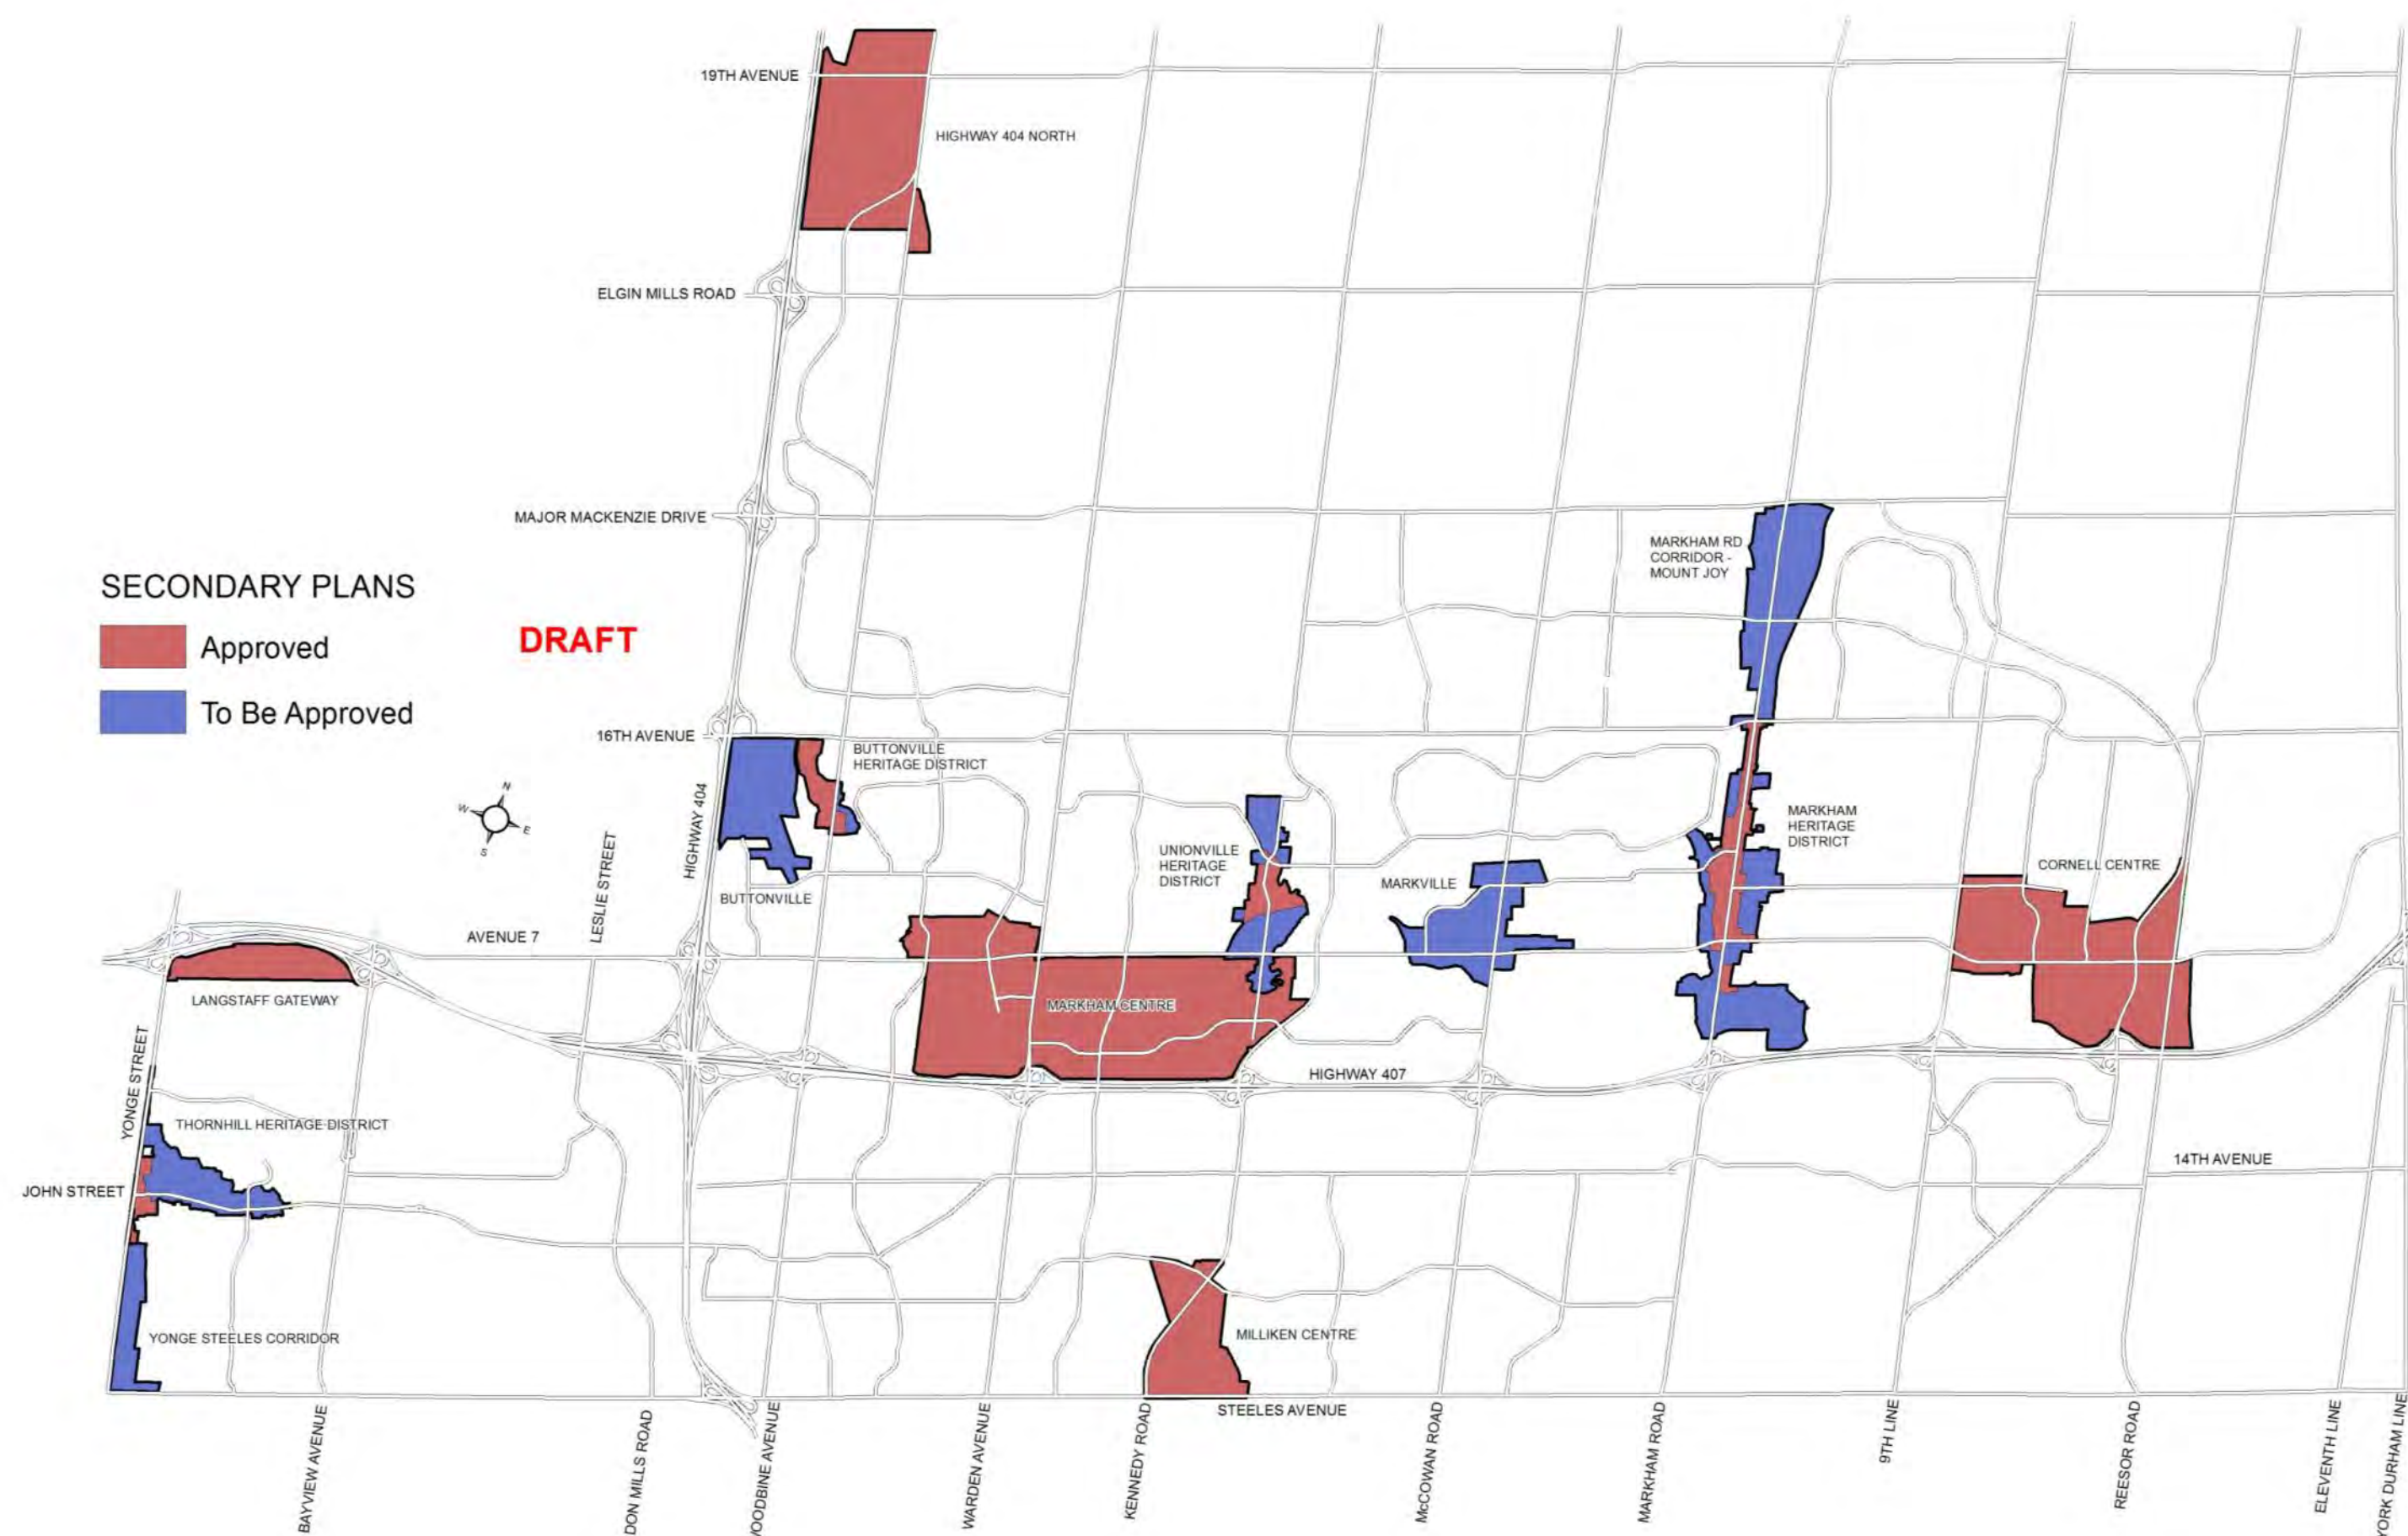 19TH AVENUE
HIGHWAY 404 NORTH
ELGIN MILLS ROAD
MAJOR MACKENZIE DRIVE
MARKHAM RD
CORRIDOR -
MOUNT JOY
SECONDARY PLANS
Approved
DRAFT
To Be Approved
16TH AVENUE
BUTTONVILLE
HERITAGE DISTRICT
N
W
E
S
HIGHWAY 404
LESLIE STREET
MARKHAM
HERITAGE
DISTRICT
UNIONVILLE
HERITAGE
DISTRICT
CORNELL CENTRE
MARKVILLE
BUTTONVILLE
AVENUE 7
LANGSTAFF GATEWAY
MARKHAM CENTRE
YONGE STREET
HIGHWAY 407
THORNHILL HERITAGE DISTRICT
14TH AVENUE
JOHN STREET
YONGE STEELES CORRIDOR
MILLIKEN CENTRE
STEELES AVENUE
BAYVIEW AVENUE
DON MILLS ROAD
OODBINE AVENUE
WARDEN AVENUE
KENNEDY ROAD
McCOWAN ROAD
MARKHAM ROAD
9TH LINE
REESOR ROAD
ELEVENTH LINE
YORK DURHAM LINE